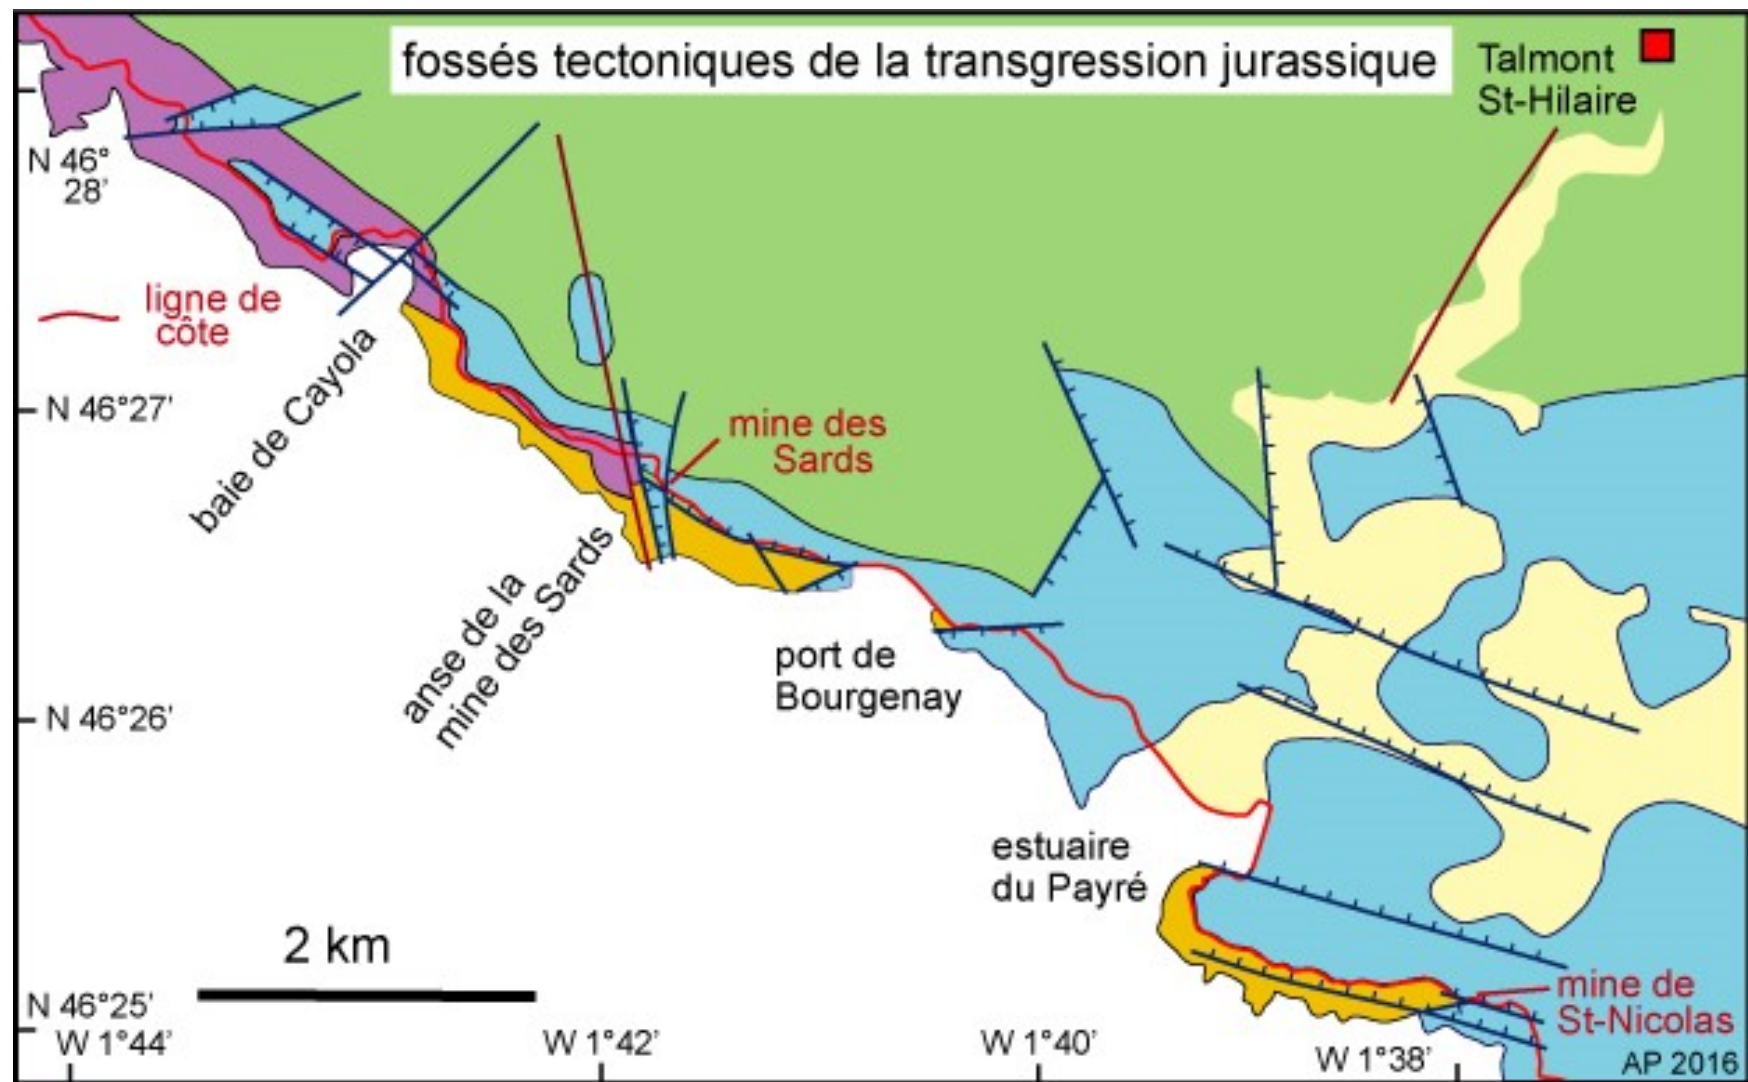 fossés tectoniques de la transgression jurassique
Talmont
St-Hilaire
N 46°
28'
ligne de
côte
baie de Cayola
N 46°27'
mine des
Sards
anse de la
mine des Sards
port de
Bourgenay
N 46°26'
estuaire
du Payré
2 km
mine de
St-Nicolas
N 46°25'
W 1°44'
W 1°42'
W 1°40'
W 1°38'
AP 2016